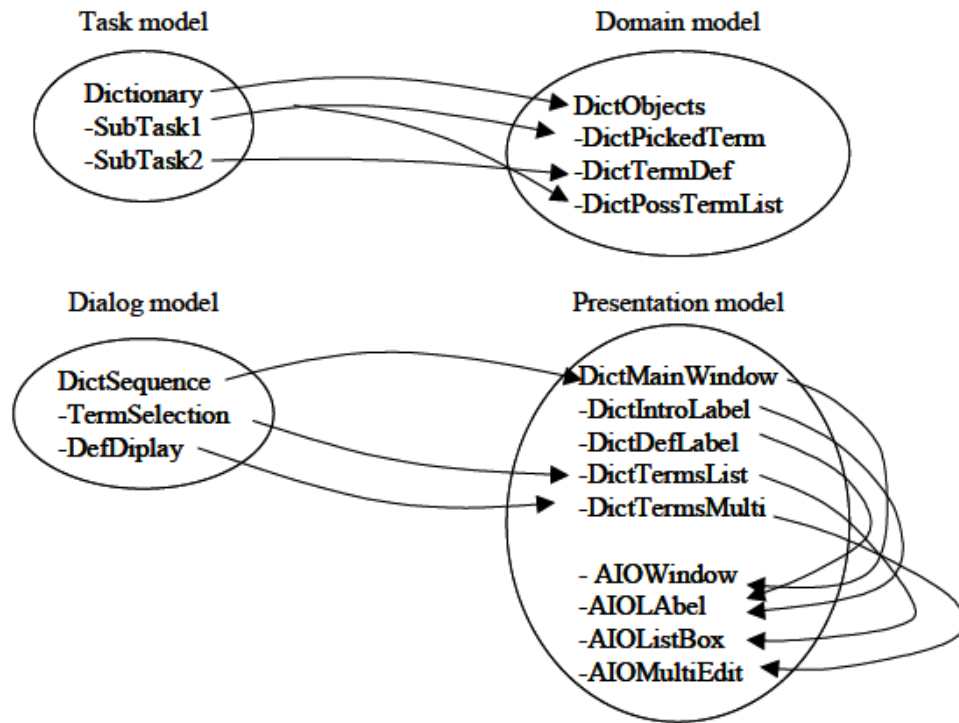 Task model
Dictionary
-SubTask1
-SubTask2
Domain model
DictObjects
-DictPickedTerm
-DictTermDef
-DictPossTermList
Dialog model
DictSequence
-TermSelection
-DefDiplay
Presentation model
DictMainWindow
-DictIntroLabel
-DictDefLabel
-DictTermsList
-DictTermsMulti
- AIOWindow
-AIOLAbel
-AIOListBox
-AIOMultiEdit